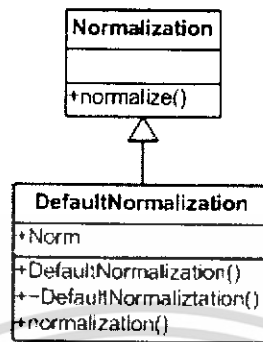 Normalization
+normalize()
DefaultNormalization
+Norm
+DefaultNormalization()
+~DefaultNormaliztation()
+normalization()